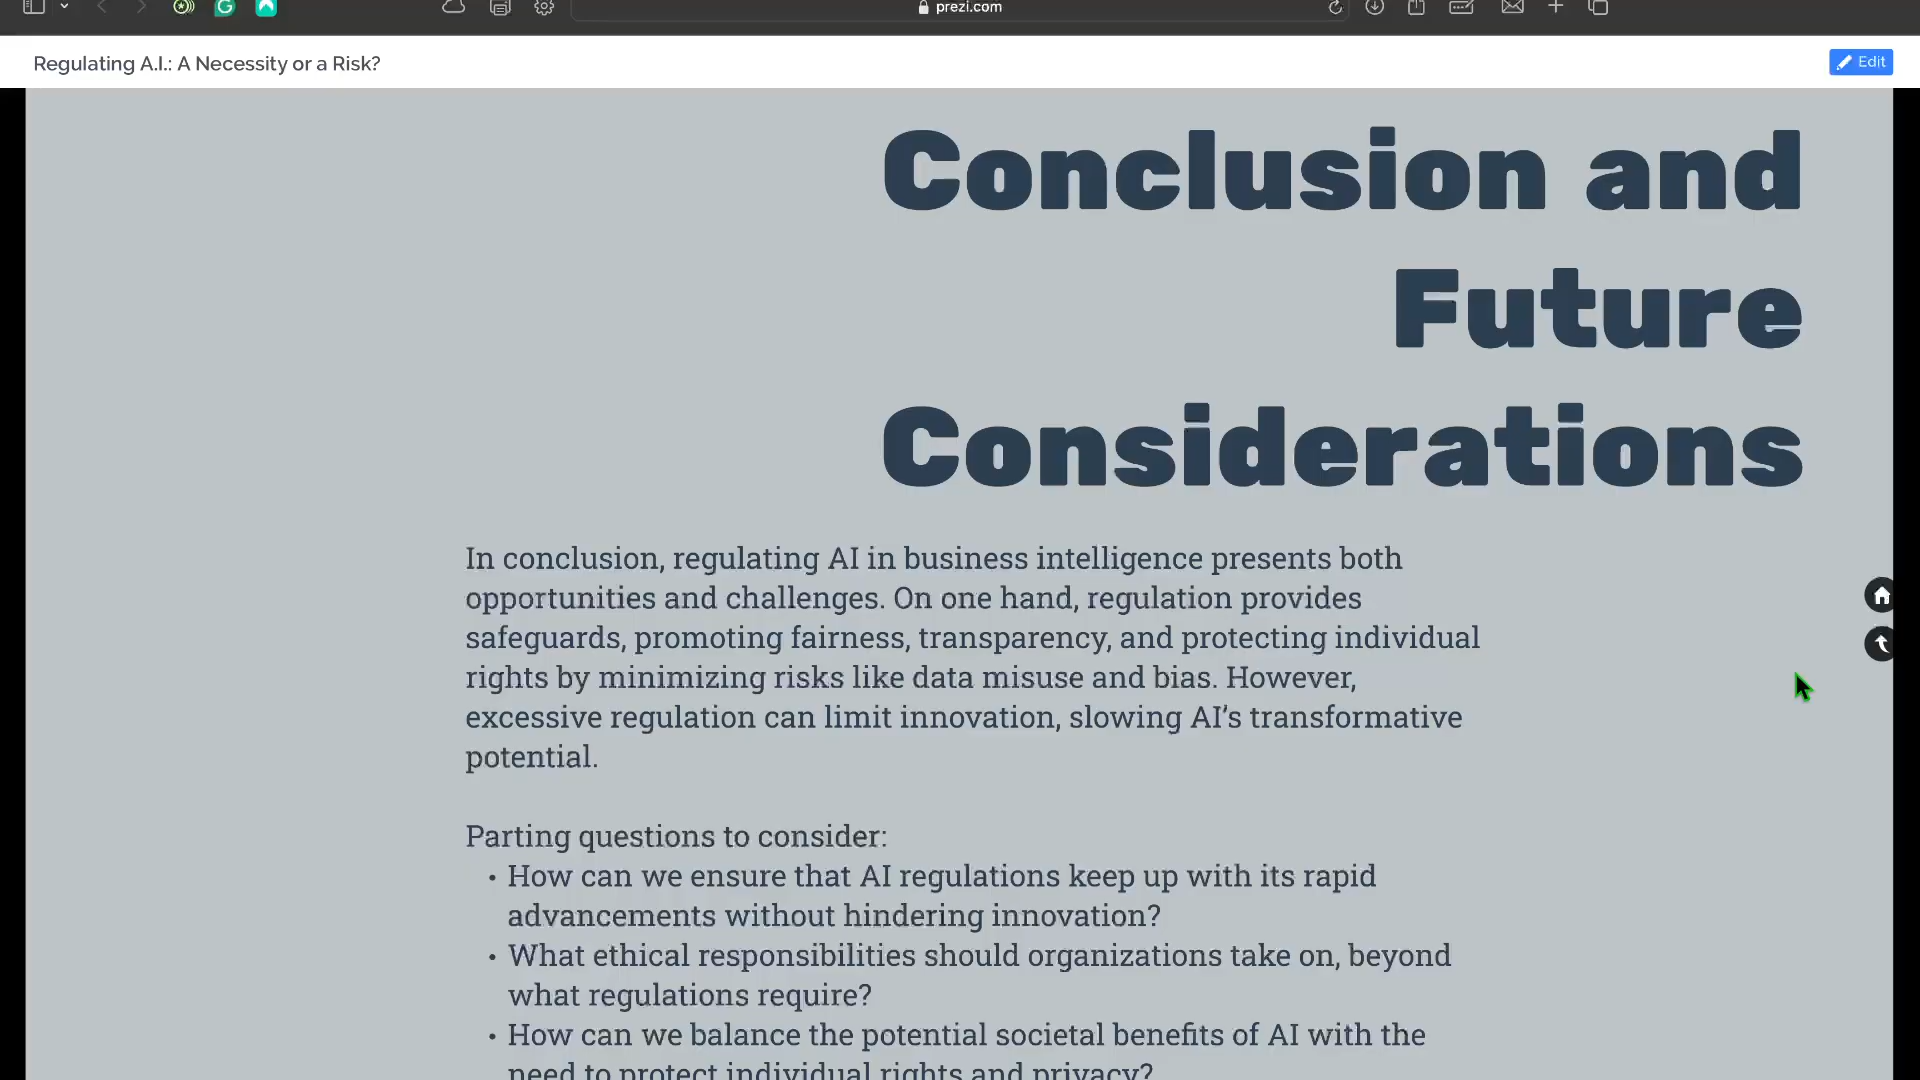 prezi.com
Regulating A.I.: A Necessity or a Risk?
Edit
Conclusion and
Future
Considerations
In conclusion, regulating AI in business intelligence presents both
opportunities and challenges. On one hand, regulation provides
safeguards, promoting fairness, transparency, and protecting individual
rights by minimizing risks like data misuse and bias. However,
excessive regulation can limit innovation, slowing AI’s transformative
potential.
Parting questions to consider:
• How can we ensure that AI regulations keep up with its rapid
advancements without hindering innovation?
• What ethical responsibilities should organizations take on, beyond
what regulations require?
• How can we balance the potential societal benefits of AI with the
need to protect individual rights and privacy?